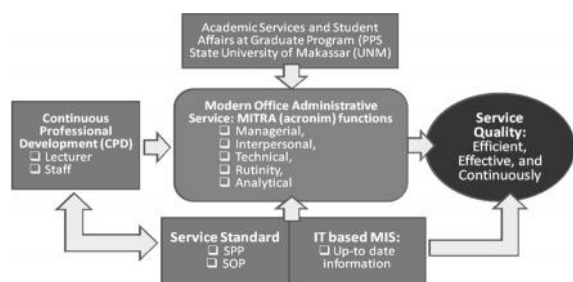 Academic Services and Student
Affairs at Graduate Program (PPS
State University of Makassar (UNM)
Continuous
Professional
Development (CPD)
❑ Lecturer
❑ Staff
Modern Office Administrative
Service: MITRA (acronim) functions
❑ Managerial,
❑ Interpersonal,
❑ Technical,
❑ Rutinity,
❑ Analytical
Service
Quality:
Efficient,
Effective, and
Continuously
Service Standard
❑ SPP
❑ SOP
IT based MIS:
❑ Up-to date
information